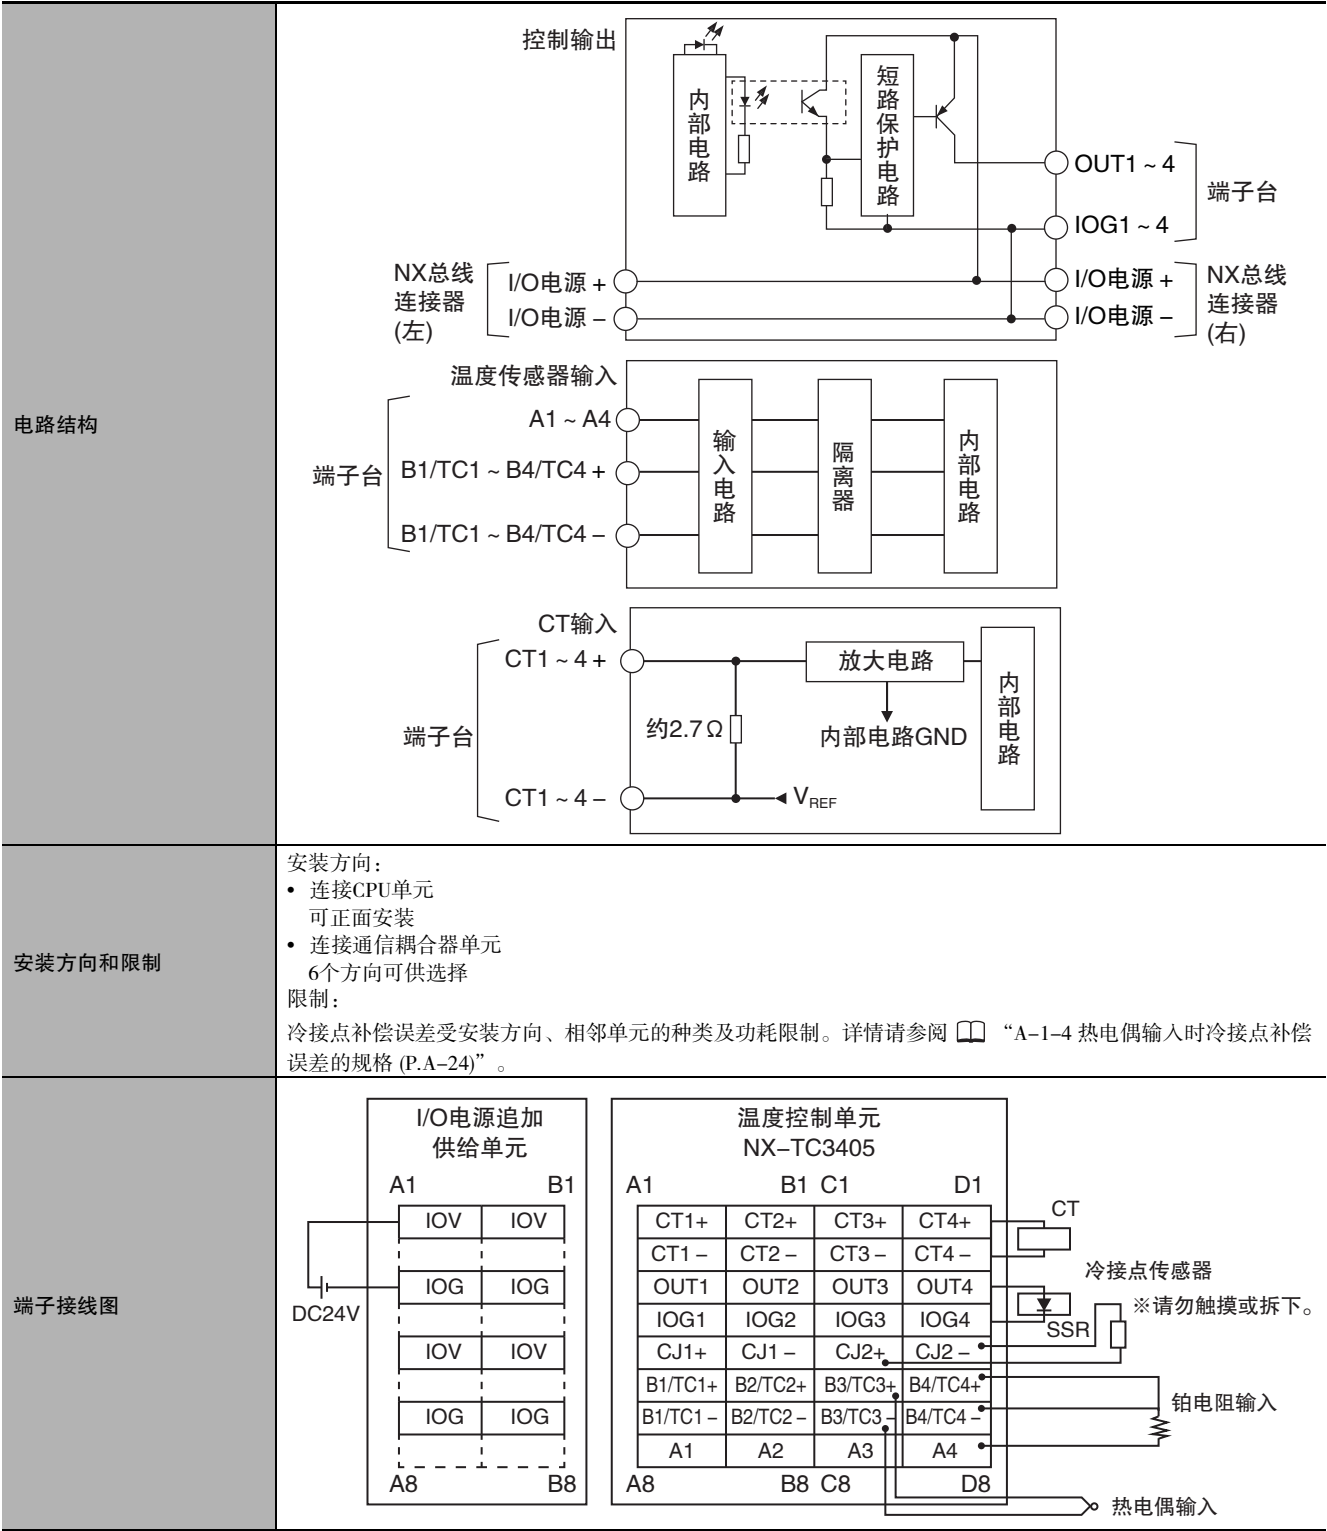 电路结构
控制输出
内部电路
短路保护电路
OUT1 ~ 4
IOG1 ~ 4
端子台
NX总线
连接器
(左)
I/O电源 +
I/O电源 –
I/O电源 +
I/O电源 –
NX总线
连接器
(右)
温度传感器输入
端子台
A1 ~ A4
B1/TC1 ~ B4/TC4 +
B1/TC1 ~ B4/TC4 –
输入电路
隔离器
内部电路
CT输入
端子台
CT1 ~ 4 +
CT1 ~ 4 –
约2.7Ω
放大电路
内部电路GND
VREF
内部电路
安装方向和限制
安装方向:
• 连接CPU单元
可正面安装
• 连接通信耦合器单元
6个方向可供选择
限制:
冷接点补偿误差受安装方向、相邻单元的种类及功耗限制。详情请参阅 “A–1–4 热电偶输入时冷接点补偿
误差的规格 (P.A–24)”。
端子接线图
I/O电源追加
供给单元
A1 B1
IOV IOV
IOG IOG
IOV IOV
IOG IOG
A8 B8
DC24V
温度控制单元
NX–TC3405
A1 B1 C1 D1
CT1+ CT2+ CT3+ CT4+
CT1 – CT2 – CT3 – CT4 –
OUT1 OUT2 OUT3 OUT4
IOG1 IOG2 IOG3 IOG4
CJ1+ CJ1 – CJ2+ CJ2 –
B1/TC1+ B2/TC2+ B3/TC3+ B4/TC4+
B1/TC1 – B2/TC2 – B3/TC3 – B4/TC4 –
A1 A2 A3 A4
A8 B8 C8 D8
CT
冷接点传感器
※请勿触摸或拆下。
SSR
铂电阻输入
热电偶输入